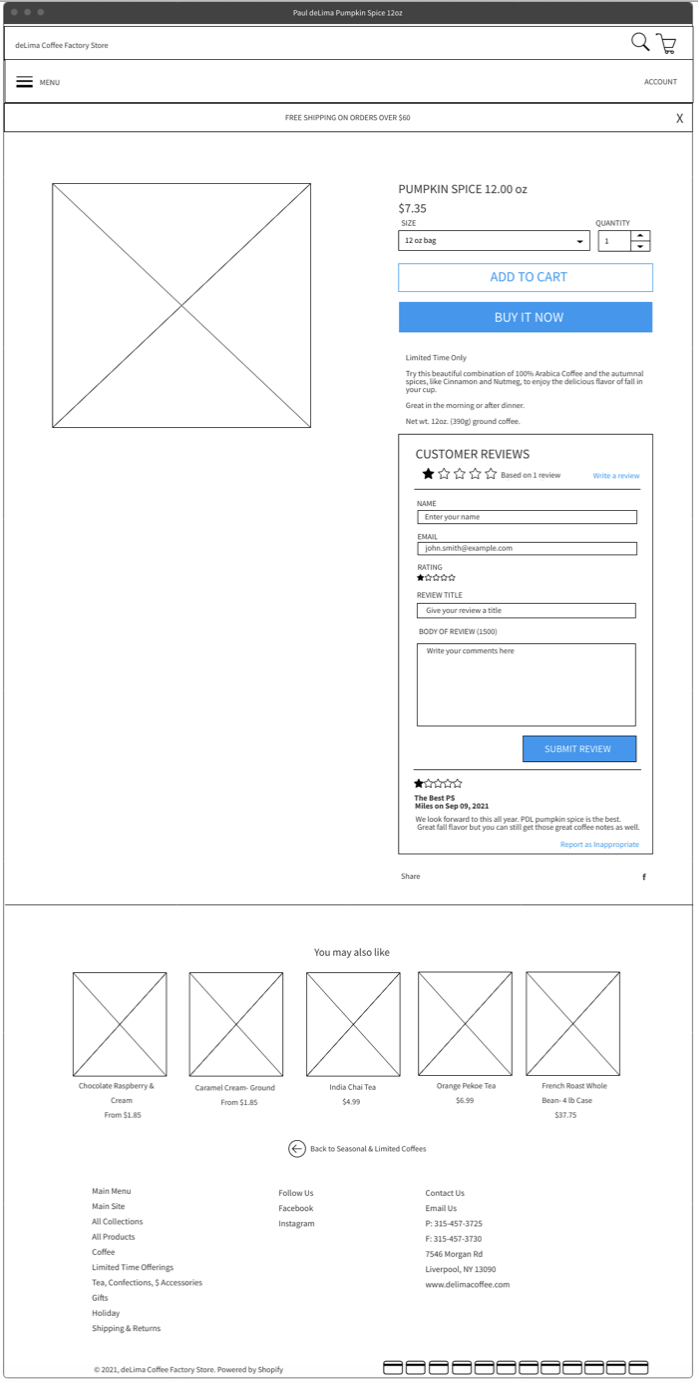 Paul deLima Pumpkin Spice 12oz
deLima Coffee Factory Store
MENU
ACCOUNT
FREE SHIPPING ON ORDERS OVER $60
X
PUMPKIN SPICE 12.00 oz
$7.35
SIZE
QUANTITY
12 oz bag
1
ADD TO CART
BUY IT NOW
Limited Time Only
Try this beautiful combination of 100% Arabica Coffee and the autumnal
spices, like Cinnamon and Nutmeg, to enjoy the delicious flavor of fall in
your cup.
Great in the morning or after dinner.
Net wt. 12oz. (390g) ground coffee.
CUSTOMER REVIEWS
Based on 1 review
Write a review
NAME
Enter your name
EMAIL
john.smith@example.com
RATING
REVIEW TITLE
Give your review a title
BODY OF REVIEW (1500)
Write your comments here
SUBMIT REVIEW
The Best PS
Miles on Sep 09, 2021
We look forward to this all year. PDL pumpkin spice is the best.
Great fall flavor but you can still get those great coffee notes as well.
Report as Inappropriate
Share
f
You may also like
Chocolate Raspberry &
Cream
From $1.85
Caramel Cream- Ground
From $1.85
India Chai Tea
$4.99
Orange Pekoe Tea
$6.99
French Roast Whole
Bean- 4 lb Case
$37.75
Back to Seasonal & Limited Coffees
Main Menu
Main Site
All Collections
All Products
Coffee
Limited Time Offerings
Tea, Confections, $ Accessories
Gifts
Holiday
Shipping & Returns
Follow Us
Facebook
Instagram
Contact Us
Email Us
P: 315-457-3725
F: 315-457-3730
7546 Morgan Rd
Liverpool, NY 13090
www.delimacoffee.com
© 2021, deLima Coffee Factory Store. Powered by Shopify